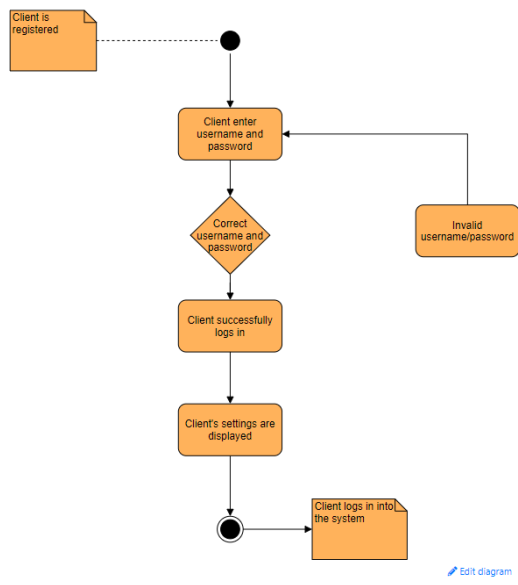 Client is
registered
Client enter
username and
password
Correct
username and
password
Invalid
username/password
Client successfully
logs in
Client's settings are
displayed
Client logs in into
the system
Edit diagram